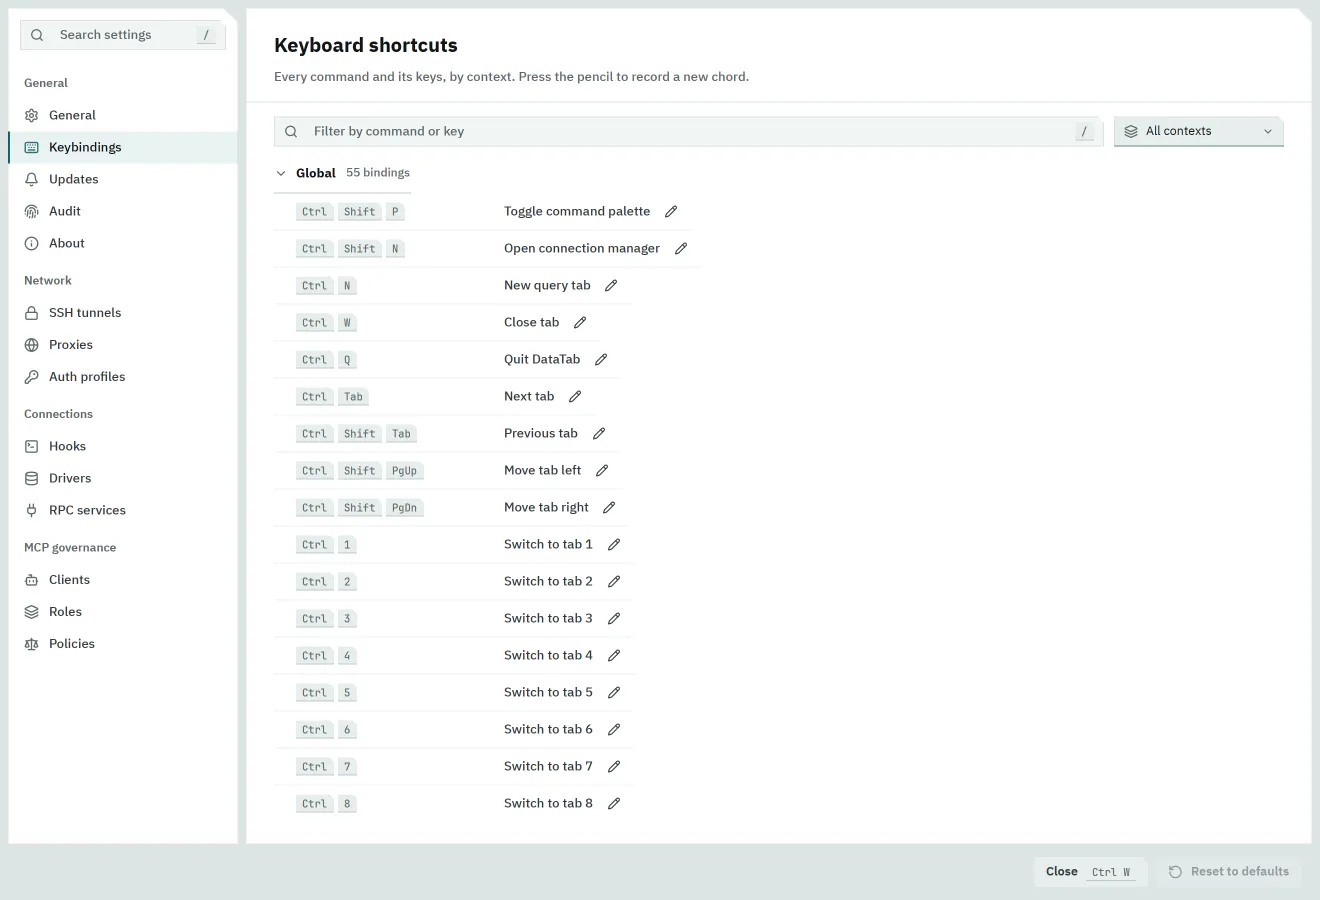 Search settings /
General
General
Keybindings
Updates
Audit
About
Network
SSH tunnels
Proxies
Auth profiles
Connections
Hooks
Drivers
RPC services
MCP governance
Clients
Roles
Policies
Keyboard shortcuts
Every command and its keys, by context. Press the pencil to record a new chord.
Filter by command or key /
All contexts
Global 55 bindings
Ctrl Shift P Toggle command palette
Ctrl Shift N Open connection manager
Ctrl N New query tab
Ctrl W Close tab
Ctrl Q Quit DataTab
Ctrl Tab Next tab
Ctrl Shift Tab Previous tab
Ctrl Shift PgUp Move tab left
Ctrl Shift PgDn Move tab right
Ctrl 1 Switch to tab 1
Ctrl 2 Switch to tab 2
Ctrl 3 Switch to tab 3
Ctrl 4 Switch to tab 4
Ctrl 5 Switch to tab 5
Ctrl 6 Switch to tab 6
Ctrl 7 Switch to tab 7
Ctrl 8 Switch to tab 8
Close Ctrl W
Reset to defaults